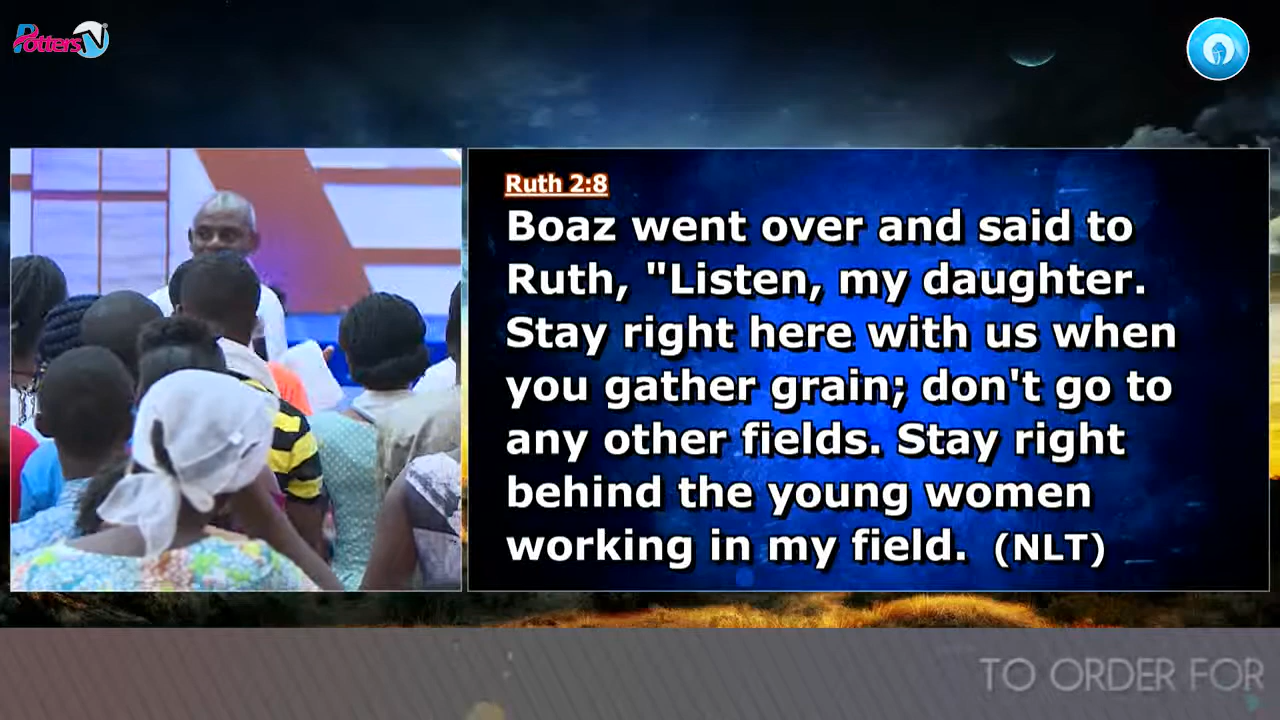 PottersTV
Ruth 2:8
Boaz went over and said to
Ruth, "Listen, my daughter.
Stay right here with us when
you gather grain; don't go to
any other fields. Stay right
behind the young women
working in my field. (NLT)
TO ORDER FOR